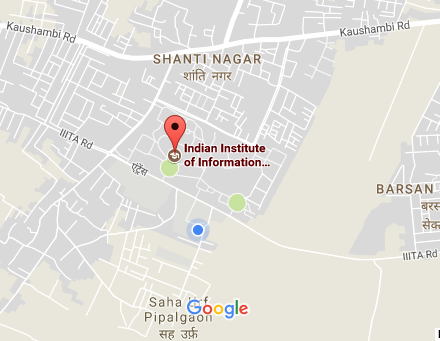 Kaushambi Rd
Kaushambi Rd
SHANTI NAGAR
शांति नगर
IIITA Rd
Indian Institute
of Information...
एंट्रेंस
BARSAN
बरस
सेक्
IIITA Rd
Saha Urf
Pipalgaon
Google
सह उर्फ़